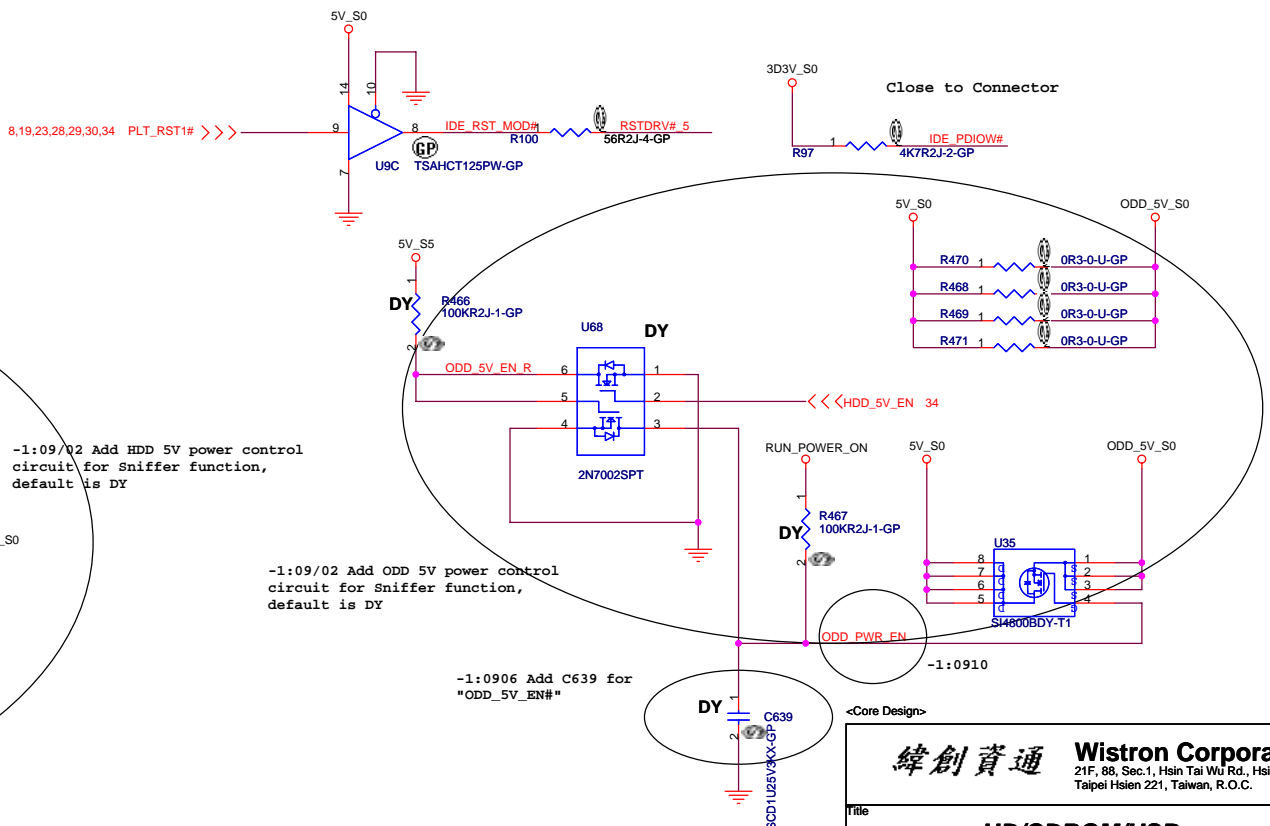 5V_S0
14
10
8,19,23,28,29,30,34 PLT_RST1#
9
8
IDE_RST_MOD#
1
R100
RSTDRV#_5
56R2J-4-GP
GP
U9C TSAHCT125PW-GP
7
3D3V_S0
Close to Connector
R97
1
IDE_PDIOW#
4K7R2J-2-GP
5V_S0
ODD_5V_S0
R470 1 0R3-0-U-GP
R468 1 0R3-0-U-GP
R469 1 0R3-0-U-GP
R471 1 0R3-0-U-GP
5V_S5
1
DY
R466
100KR2J-1-GP
2
U68
DY
ODD_5V_EN_R
6
1
5
2
4
3
HDD_5V_EN 34
2N7002SPT
-1:09/02 Add HDD 5V power control
circuit for Sniffer function,
default is DY
_S0
-1:09/02 Add ODD 5V power control
circuit for Sniffer function,
default is DY
RUN_POWER_ON
1
DY
R467
100KR2J-1-GP
2
5V_S0
ODD_5V_S0
U35
8 D S 1
7 D S 2
6 D S 3
5 D G 4
SI4800BDY-T1
ODD_PWR_EN
-1:0910
-1:0906 Add C639 for
"ODD_5V_EN#"
1
DY
C639
2
SCD1U25V3KX-GP
<Core Design>
緯創資通
Wistron Corpora
21F, 88, Sec.1, Hsin Tai Wu Rd., Hsi
Taipei Hsien 221, Taiwan, R.O.C.
Title